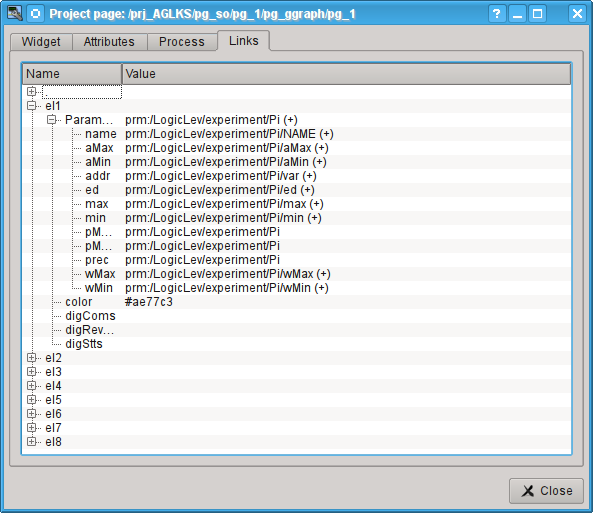 Project page: /prj_AGLKS/pg_so/pg_1/pg_ggraph/pg_1
Widget Attributes Process Links
Name Value
.
el1
Param... prm:/LogicLev/experiment/Pi (+)
name prm:/LogicLev/experiment/Pi/NAME (+)
aMax prm:/LogicLev/experiment/Pi/aMax (+)
aMin prm:/LogicLev/experiment/Pi/aMin (+)
addr prm:/LogicLev/experiment/Pi/var (+)
ed prm:/LogicLev/experiment/Pi/ed (+)
max prm:/LogicLev/experiment/Pi/max (+)
min prm:/LogicLev/experiment/Pi/min (+)
pM... prm:/LogicLev/experiment/Pi
pM... prm:/LogicLev/experiment/Pi
prec prm:/LogicLev/experiment/Pi
wMax prm:/LogicLev/experiment/Pi/wMax (+)
wMin prm:/LogicLev/experiment/Pi/wMin (+)
color #ae77c3
digComs
digRev...
digStts
el2
el3
el4
el5
el6
el7
el8
Close